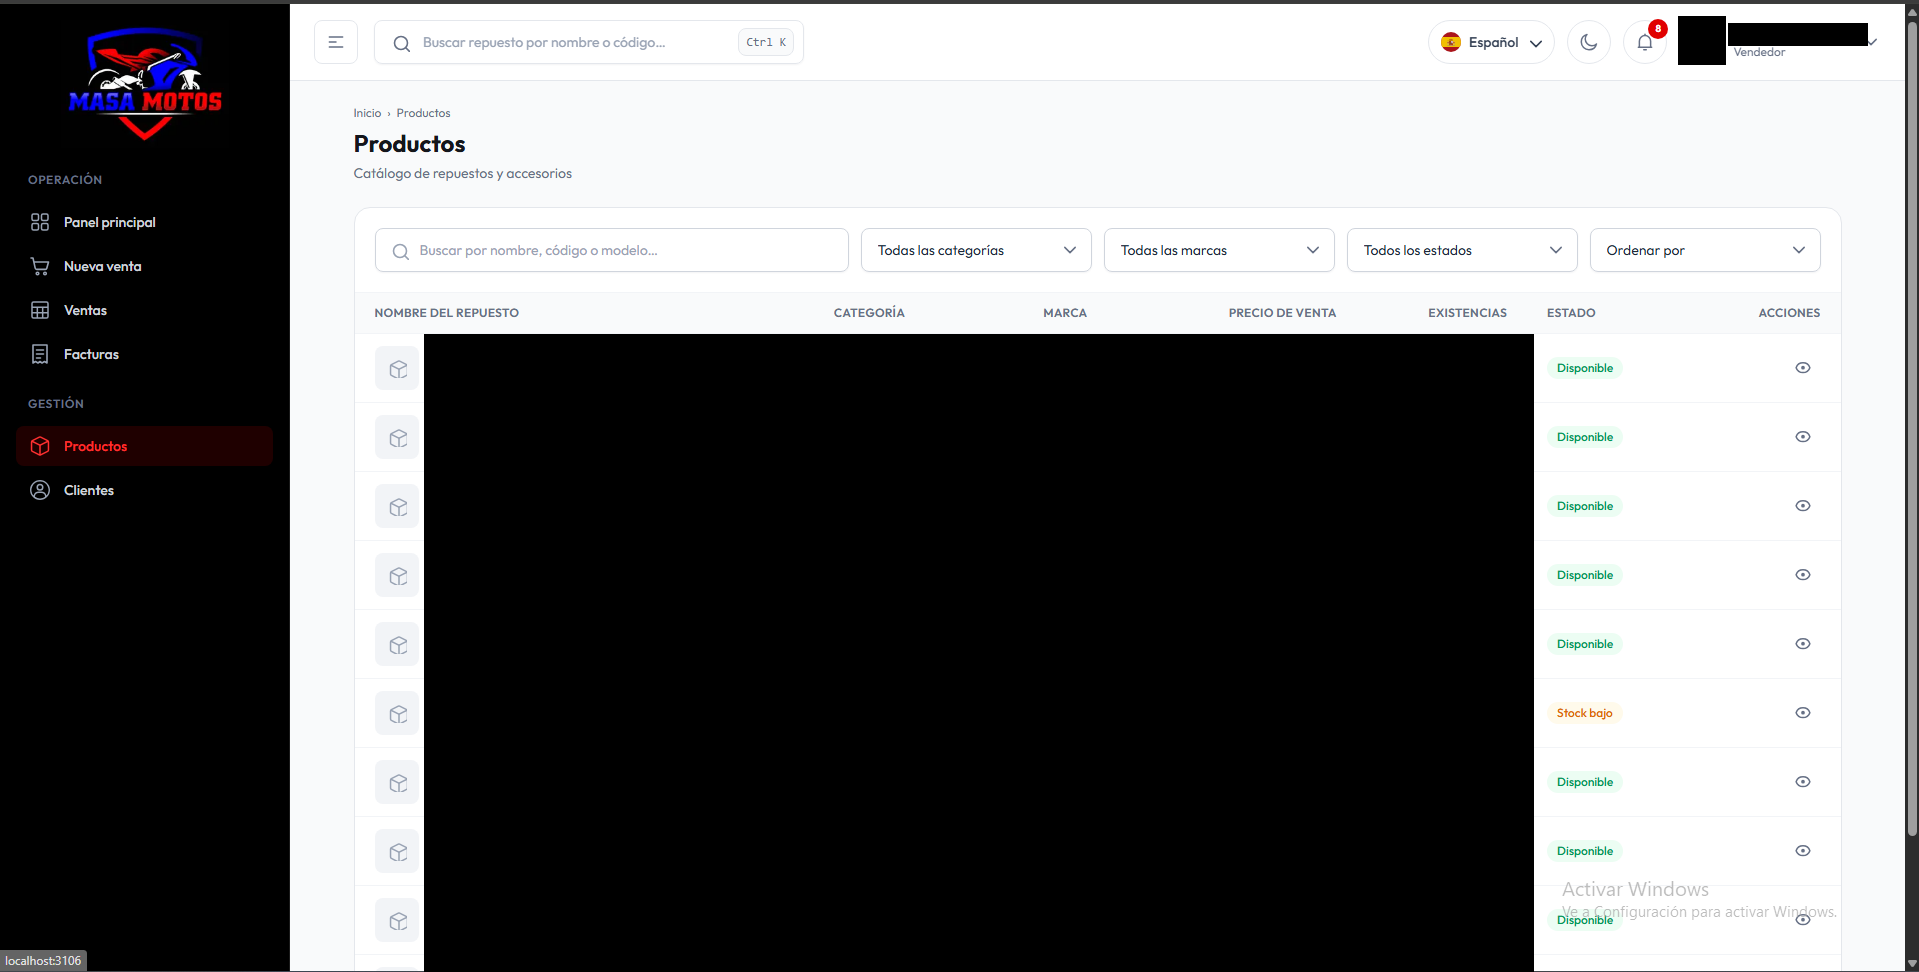 MASA MOTOS
Buscar repuesto por nombre o código...
Ctrl K
Español
8
Vendedor
OPERACIÓN
Panel principal
Nueva venta
Ventas
Facturas
GESTIÓN
Productos
Clientes
Inicio › Productos
Productos
Catálogo de repuestos y accesorios
Buscar por nombre, código o modelo...
Todas las categorías
Todas las marcas
Todos los estados
Ordenar por
NOMBRE DEL REPUESTO CATEGORÍA MARCA PRECIO DE VENTA EXISTENCIAS ESTADO ACCIONES
Disponible
Disponible
Disponible
Disponible
Disponible
Stock bajo
Disponible
Disponible
Disponible
Activar Windows
Ve a Configuración para activar Windows.
localhost:3106